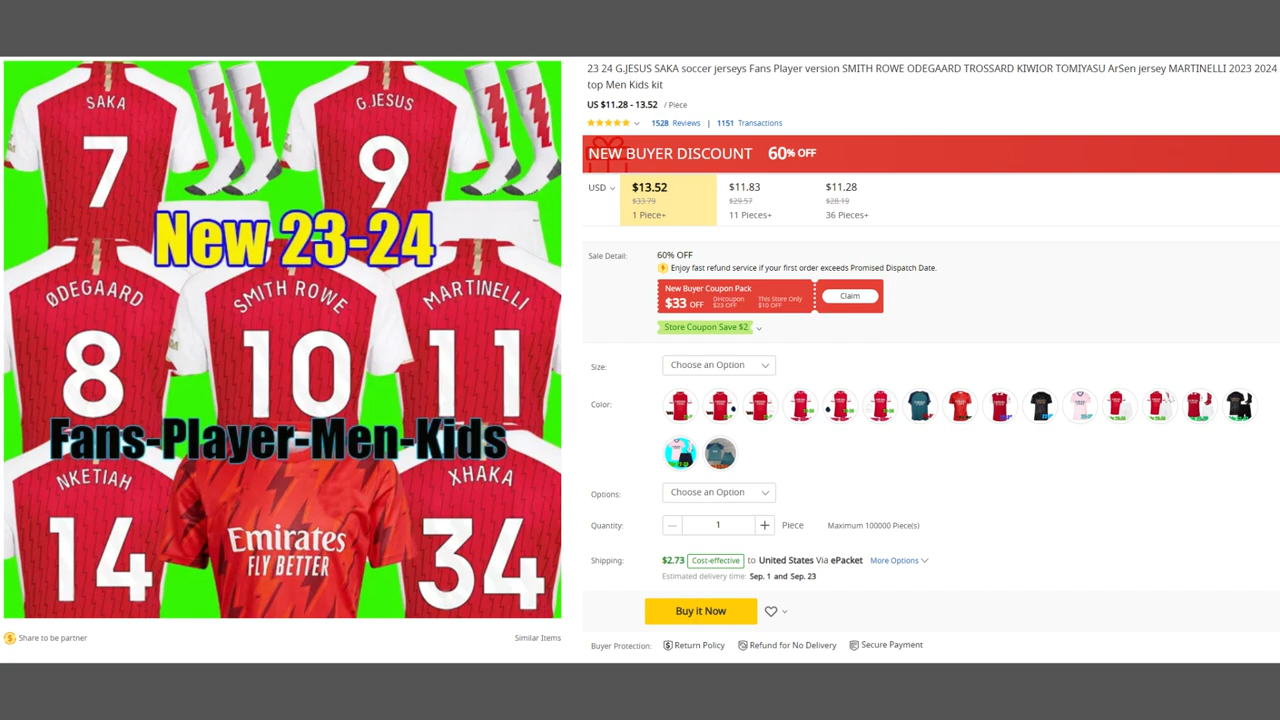 SAKA
7
G.JESUS
9
New 23-24
ØDEGAARD
8
SMITH ROWE
10
MARTINELLI
11
Fans-Player-Men-Kids
NKETIAH
14
Emirates
FLY BETTER
XHAKA
34
Share to be partner
Similar Items
23 24 G.JESUS SAKA soccer jerseys Fans Player version SMITH ROWE ODEGAARD TROSSARD KIWIOR TOMIYASU ArSen jersey MARTINELLI 2023 2024
top Men Kids kit
US $11.28 - 13.52 / Piece
1528 Reviews | 1151 Transactions
NEW BUYER DISCOUNT 60% OFF
USD $13.52 $11.83 $11.28
$33.79 $29.57 $28.19
1 Piece+ 11 Pieces+ 36 Pieces+
Sale Detail: 60% OFF
Enjoy fast refund service if your first order exceeds Promised Dispatch Date.
New Buyer Coupon Pack
$33 OFF DHcoupon $23 OFF This Store Only $10 OFF Claim
Store Coupon Save $2
Size: Choose an Option
Color:
Options: Choose an Option
Quantity: 1 Piece Maximum 100000 Piece(s)
Shipping: $2.73 Cost-effective to United States Via ePacket More Options
Estimated delivery time: Sep. 1 and Sep. 23
Buy it Now
Buyer Protection: Return Policy Refund for No Delivery Secure Payment